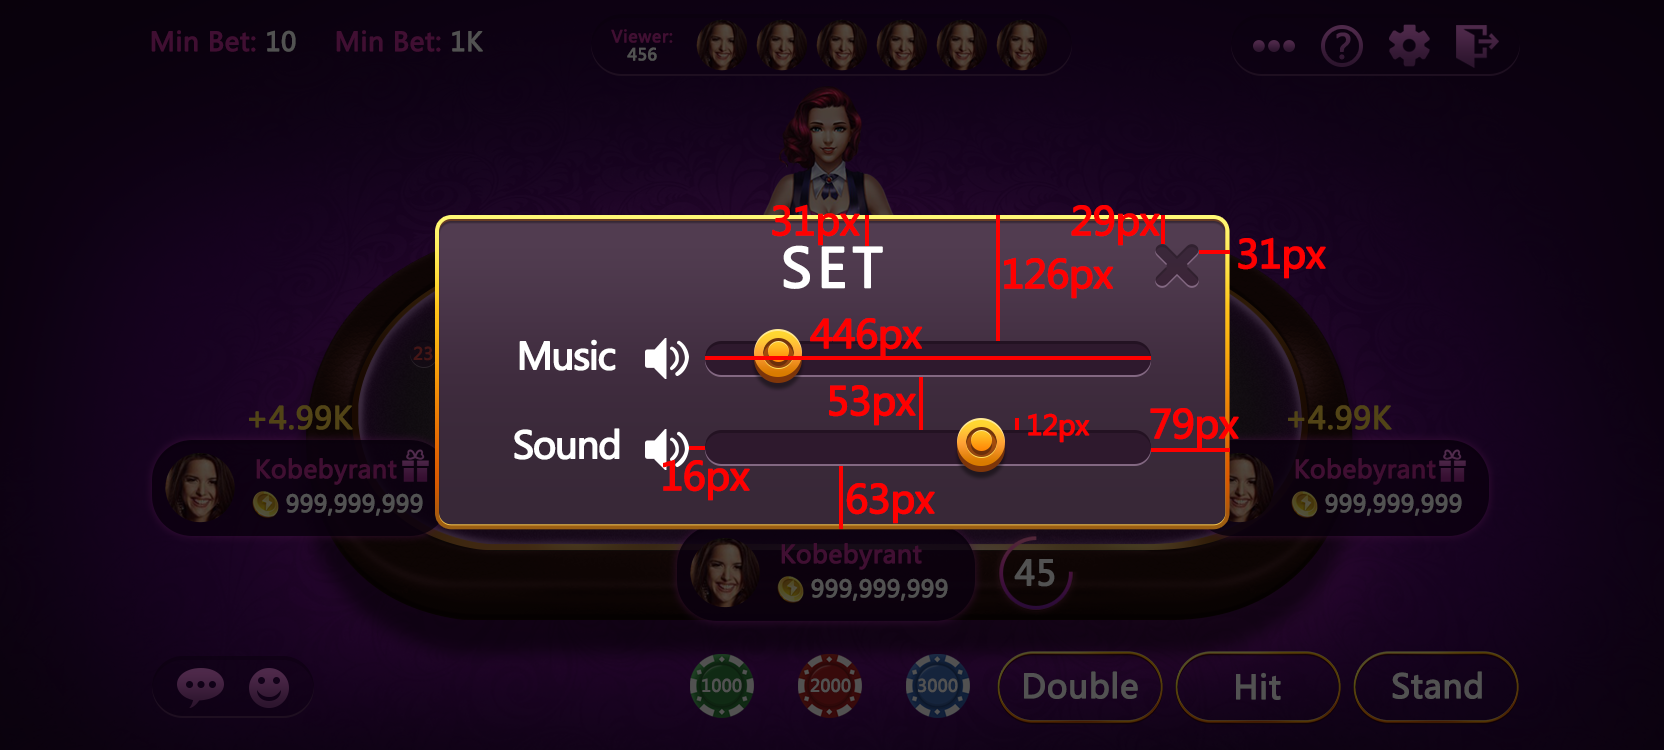 Min Bet: 10
Min Bet: 1K
Viewer:
456
31px
29px
SET
31px
126px
446px
Music
23
53px
12px
79px
+4.99K
+4.99K
Sound
16px
63px
Kobebyrant
999,999,999
Kobebyrant
999,999,999
Kobebyrant
999,999,999
45
1000
2000
3000
Double
Hit
Stand